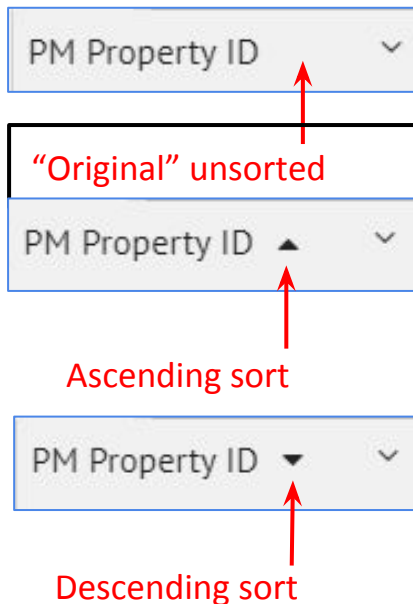 PM Property ID
“Original” unsorted
PM Property ID
Ascending sort
PM Property ID
Descending sort